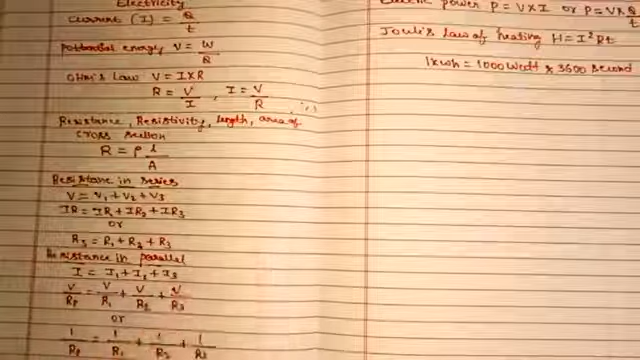 Electricity
Current (I) = Q/t
Potential energy V = W/Q
Ohm's Law V = I×R
R = V/I , I = V/R
Resistance, Resistivity, length, area of
cross section
R = ρ l/A
Resistance in series
V = V₁ + V₂ + V₃
IR = IR + IR₂ + IR₃
or
R₃ = R₁ + R₂ + R₃
Resistance in parallel
I = I₁ + I₂ + I₃
V/Rp = V/R₁ + V/R₂ + V/R₃
or
1/Rp = 1/R₁ + 1/R₂ + 1/R₃
Electric power P = V×I or P = V×Q/t
Joule's Law of heating H = I²Rt
1kwh = 1000 Watt × 3600 second